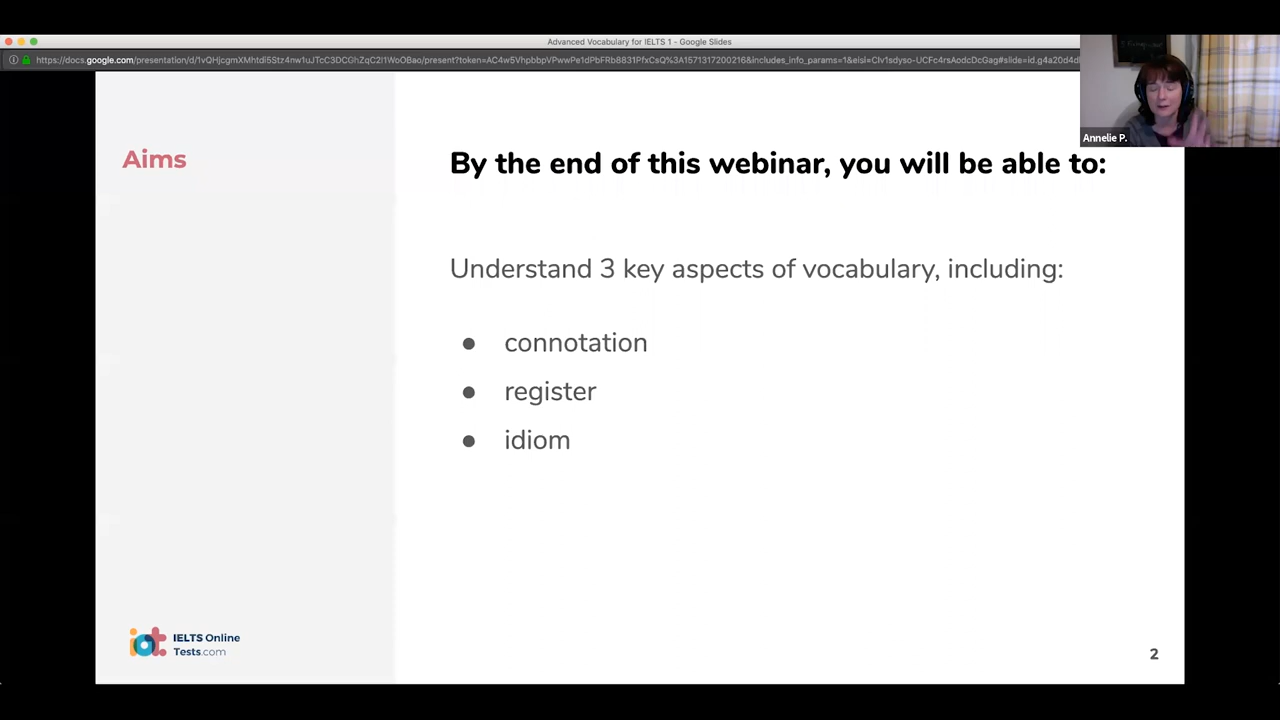 Advanced Vocabulary for IELTS 1 - Google Slides
Annelie P.
Aims
By the end of this webinar, you will be able to:
Understand 3 key aspects of vocabulary, including:
● connotation
● register
● idiom
iot IELTS Online
Tests.com
2